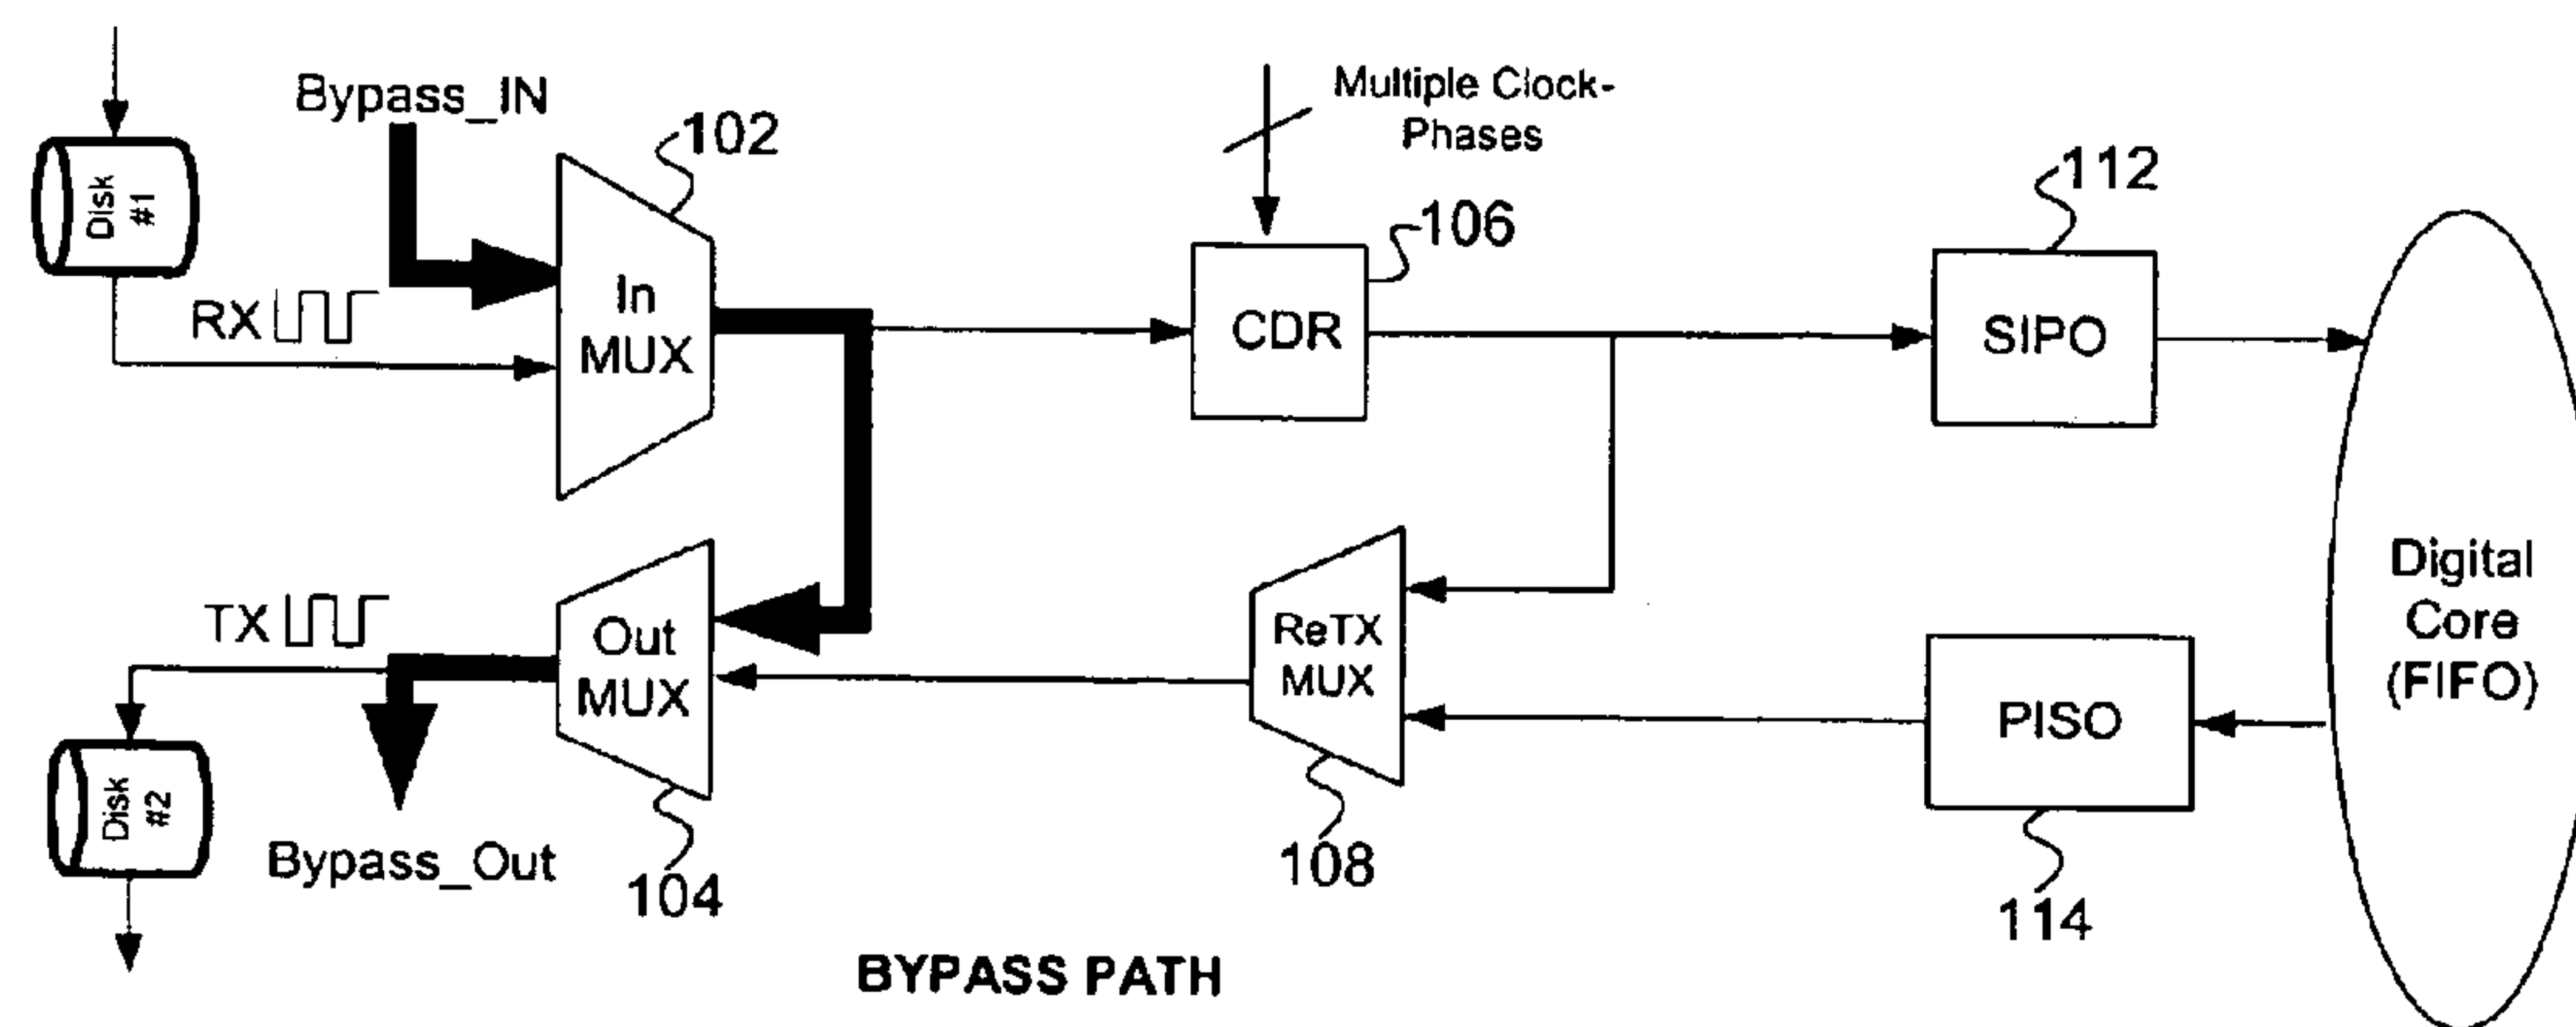 Bypass_IN
102
Multiple Clock-
Phases
112
Disk
#1
106
RX
In
MUX
CDR
SIPO
Digital
Core
(FIFO)
TX
Out
MUX
ReTX
MUX
PISO
Disk
#2
Bypass_Out
104
108
114
BYPASS PATH